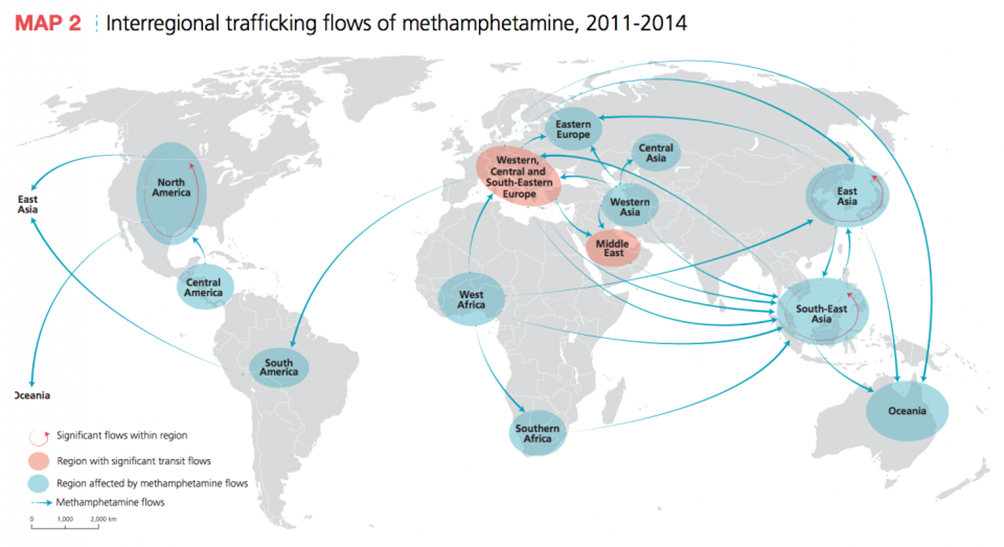 MAP 2 Interregional trafficking flows of methamphetamine, 2011-2014
Eastern
Europe
Central
Asia
Western,
Central and
South-Eastern
Europe
North
America
East
Asia
East
Asia
Western
Asia
Middle
East
Central
America
West
Africa
South-East
Asia
South
America
Oceania
Oceania
Southern
Africa
Significant flows within region
Region with significant transit flows
Region affected by methamphetamine flows
Methamphetamine flows
0 1,000 2,000 km